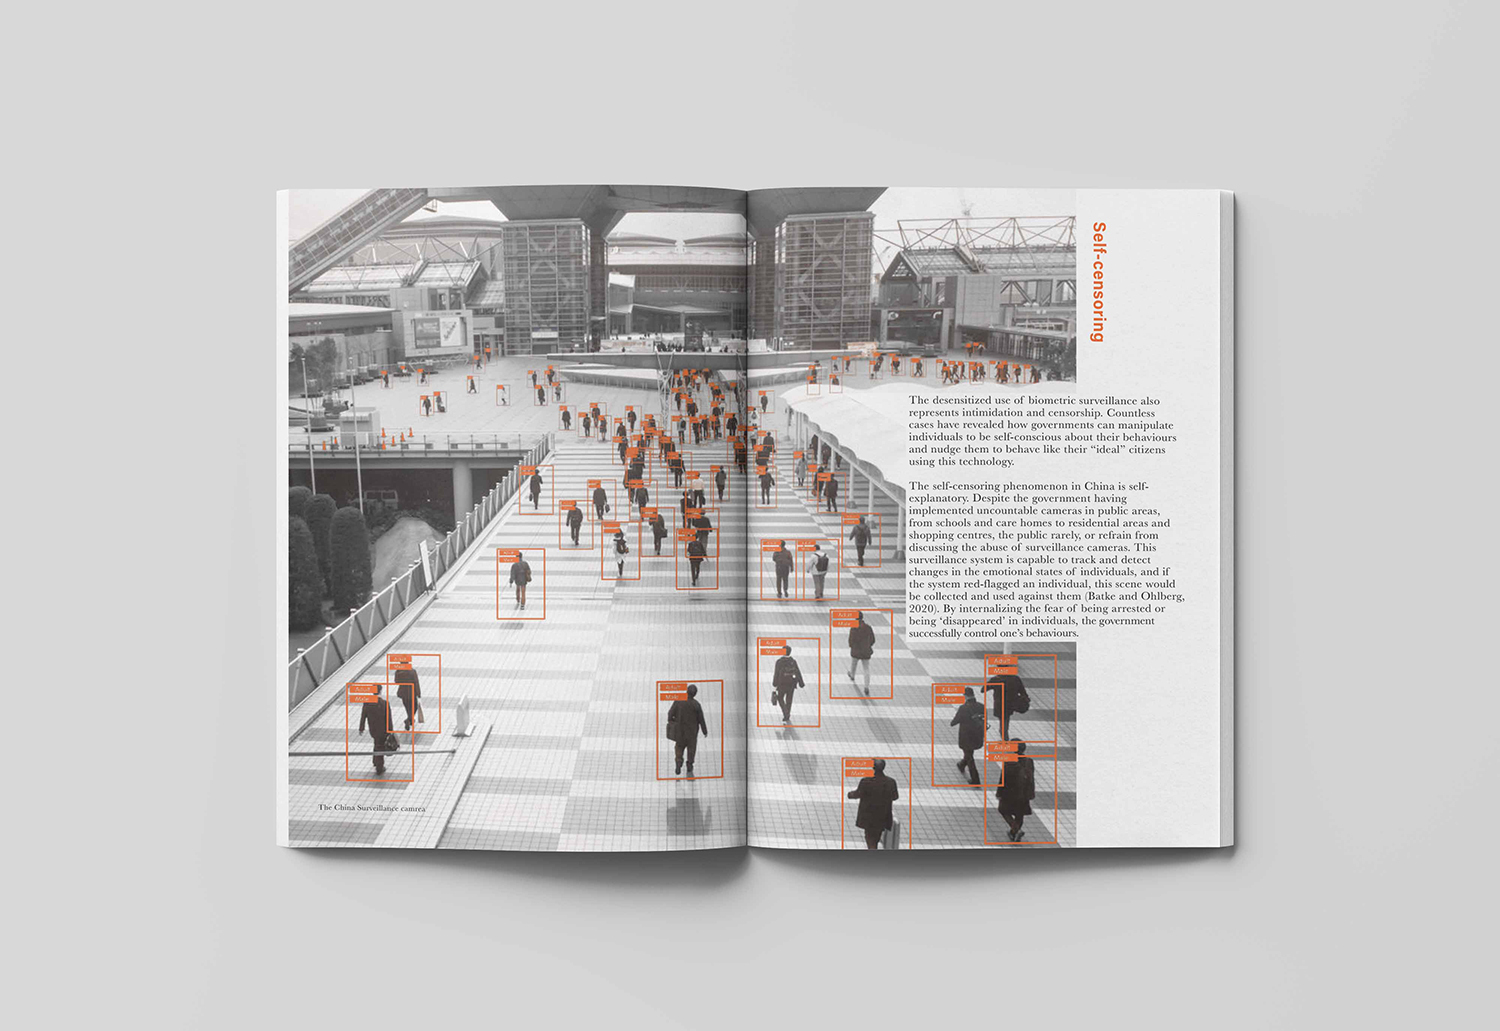 Self-censoring
The desensitized use of biometric surveillance also
represents intimidation and censorship. Countless
cases have revealed how governments can manipulate
individuals to be self-conscious about their behaviours
and nudge them to behave like their “ideal” citizens
using this technology.
The self-censoring phenomenon in China is self-
explanatory. Despite the government having
implemented uncountable cameras in public areas,
from schools and care homes to residential areas and
shopping centres, the public rarely, or refrain from
discussing the abuse of surveillance cameras. This
surveillance system is capable to track and detect
changes in the emotional states of individuals, and if
the system red-flagged an individual, this scene would
be collected and used against them (Batke and Ohlberg,
2020). By internalizing the fear of being arrested or
being ‘disappeared’ in individuals, the government
successfully control one’s behaviours.
Adult
Male
Adult
Male
Adult
Male
Adult
Male
Adult
Male
Adult
Male
Adult
Male
Adult
Male
Adult
Male
The China Surveillance camrea